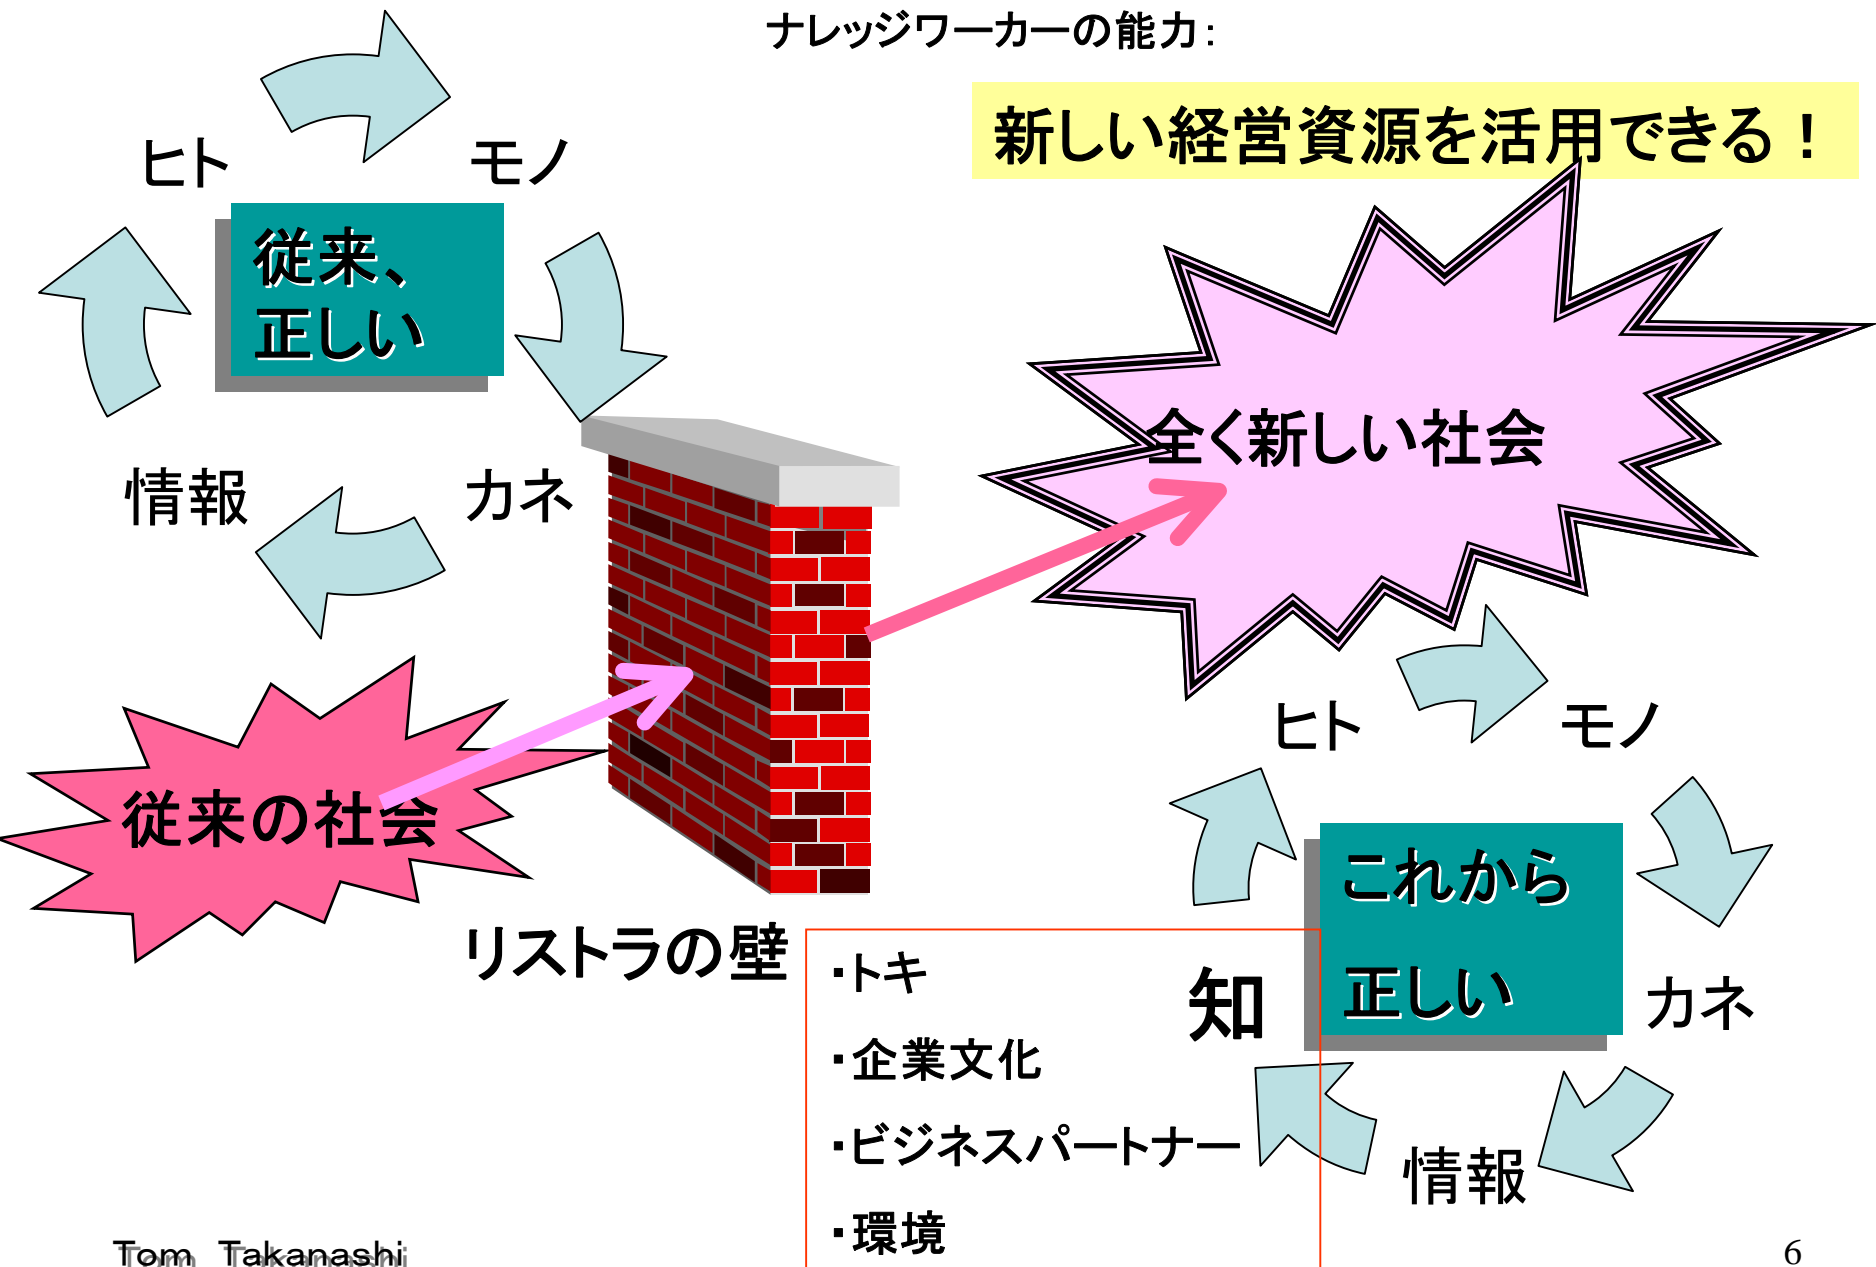 ナレッジワーカーの能力：
新しい経営資源を活用できる！
ヒト
モノ
従来、
正しい
情報
カネ
全く新しい社会
従来の社会
リストラの壁
ヒト
モノ
これから
正しい
知
カネ
情報
・トキ
・企業文化
・ビジネスパートナー
・環境
Tom Takanashi
6